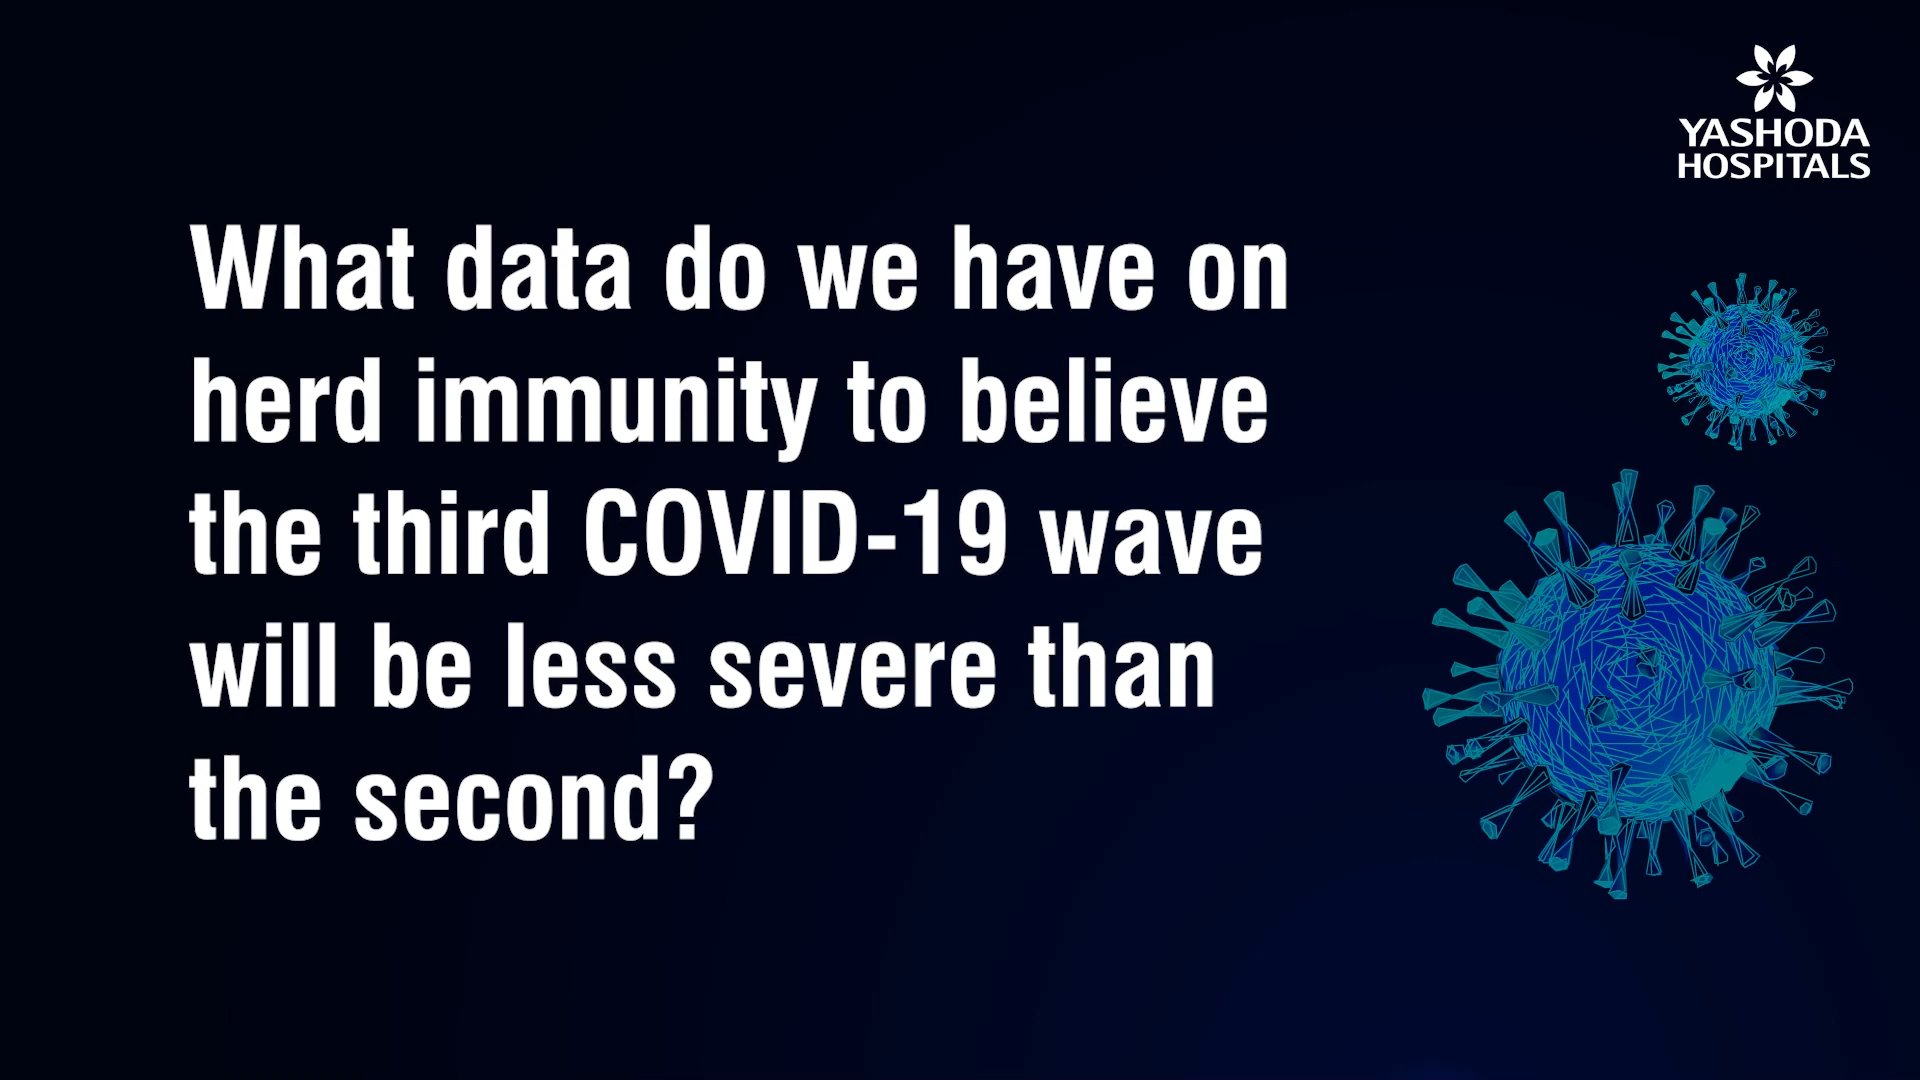 YASHODA
HOSPITALS
What data do we have on
herd immunity to believe
the third COVID-19 wave
will be less severe than
the second?